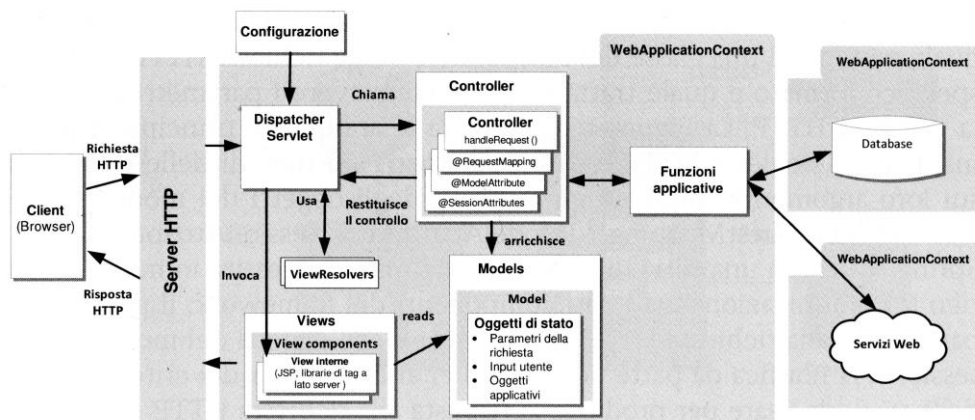 Configurazione
WebApplicationContext
WebApplicationContext
Controller
Chiama
Dispatcher
Servlet
Controller
handleRequest ()
@RequestMapping
@ModelAttribute
@SessionAttributes
Database
Richiesta
HTTP
Funzioni
applicative
Client
(Browser)
Server HTTP
Usa
Restituisce
Il controllo
arricchisce
WebApplicationContext
Invoca
ViewResolvers
Models
Risposta
HTTP
Model
Views
reads
Oggetti di stato
View components
• Parametri della
richiesta
View interne
(JSP, librarie di tag a
lato server )
• Input utente
• Oggetti
applicativi
Servizi Web